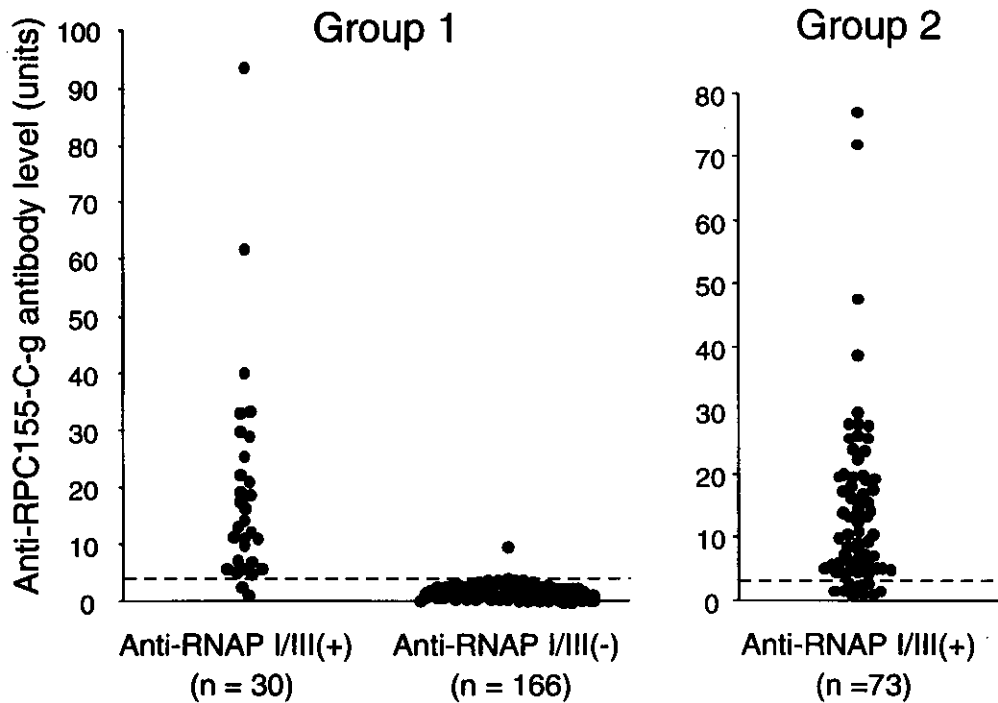 Group 1
Group 2
Anti-RPC155-C-g antibody level (units)
100
90
80
70
60
50
40
30
20
10
0
80
70
60
50
40
30
20
10
0
Anti-RNAP I/III(+)
(n = 30)
Anti-RNAP I/III(-)
(n = 166)
Anti-RNAP I/III(+)
(n =73)